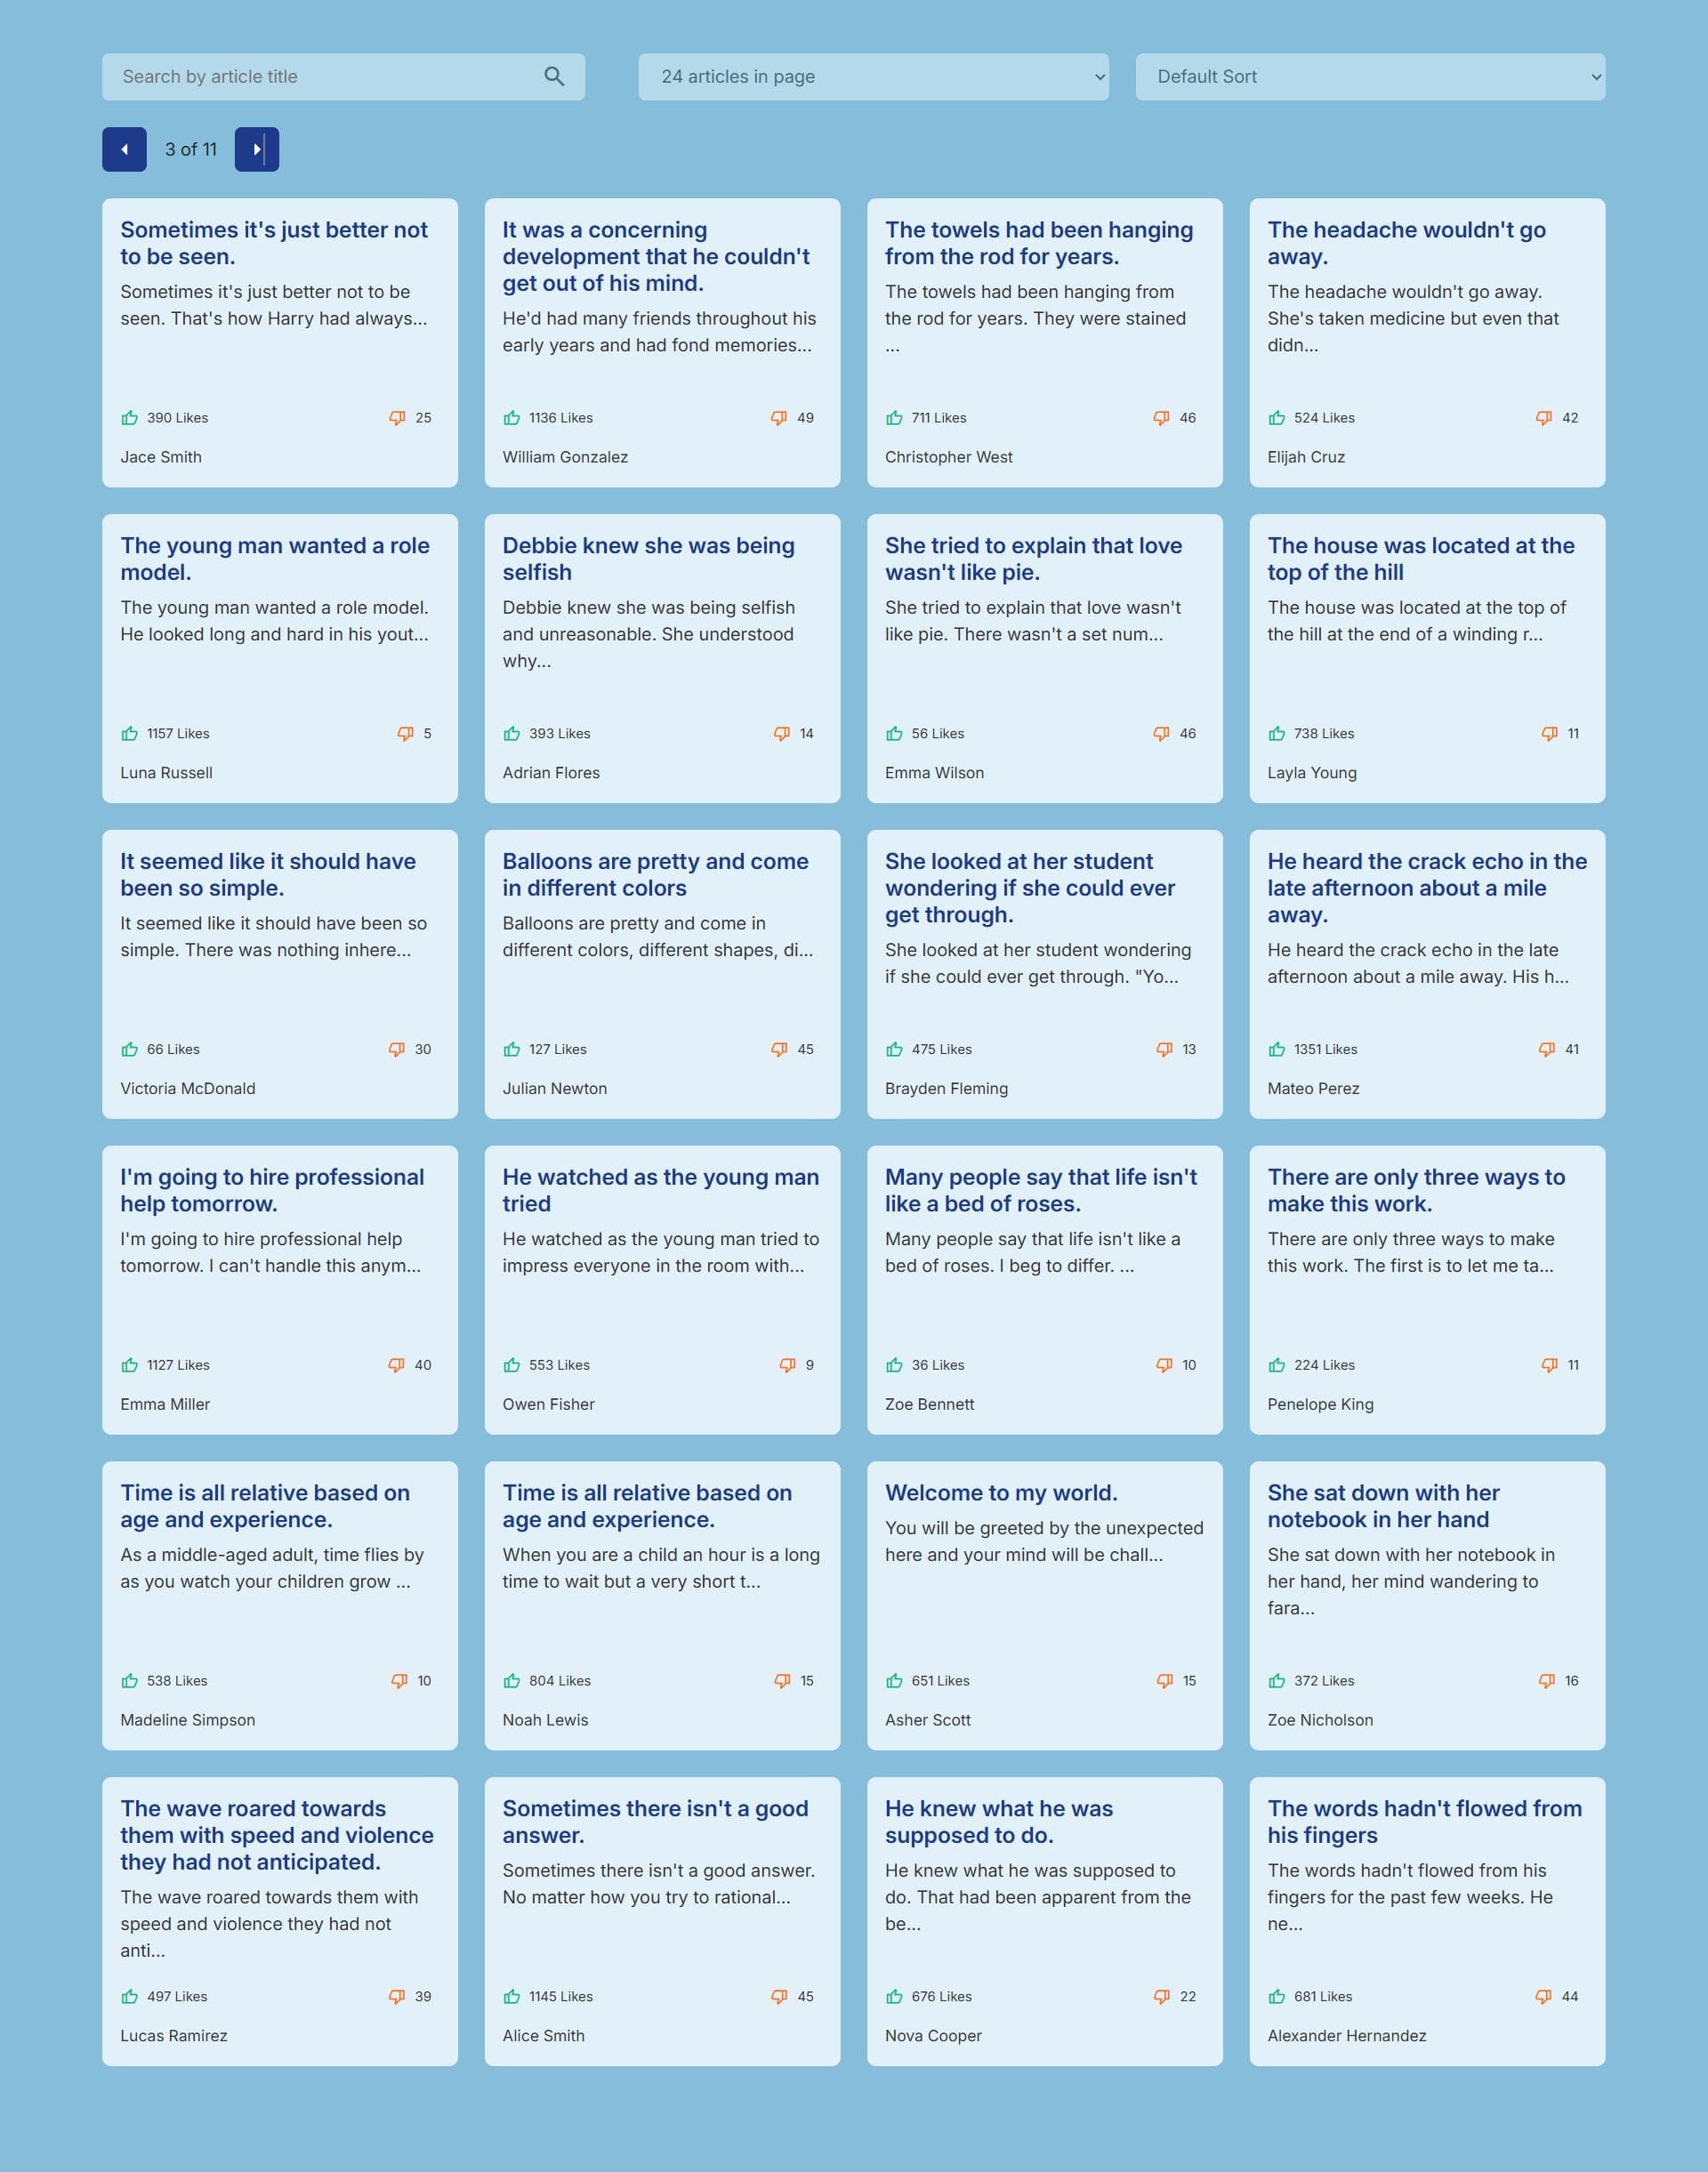 Search by article title
24 articles in page
Default Sort
3 of 11
Sometimes it's just better not
to be seen.
Sometimes it's just better not to be
seen. That's how Harry had always...
390 Likes
25
Jace Smith
It was a concerning
development that he couldn't
get out of his mind.
He'd had many friends throughout his
early years and had fond memories...
1136 Likes
49
William Gonzalez
The towels had been hanging
from the rod for years.
The towels had been hanging from
the rod for years. They were stained
...
711 Likes
46
Christopher West
The headache wouldn't go
away.
The headache wouldn't go away.
She's taken medicine but even that
didn...
524 Likes
42
Elijah Cruz
The young man wanted a role
model.
The young man wanted a role model.
He looked long and hard in his yout...
1157 Likes
5
Luna Russell
Debbie knew she was being
selfish
Debbie knew she was being selfish
and unreasonable. She understood
why...
393 Likes
14
Adrian Flores
She tried to explain that love
wasn't like pie.
She tried to explain that love wasn't
like pie. There wasn't a set num...
56 Likes
46
Emma Wilson
The house was located at the
top of the hill
The house was located at the top of
the hill at the end of a winding r...
738 Likes
11
Layla Young
It seemed like it should have
been so simple.
It seemed like it should have been so
simple. There was nothing inhere...
66 Likes
30
Victoria McDonald
Balloons are pretty and come
in different colors
Balloons are pretty and come in
different colors, different shapes, di...
127 Likes
45
Julian Newton
She looked at her student
wondering if she could ever
get through.
She looked at her student wondering
if she could ever get through. "Yo...
475 Likes
13
Brayden Fleming
He heard the crack echo in the
late afternoon about a mile
away.
He heard the crack echo in the late
afternoon about a mile away. His h...
1351 Likes
41
Mateo Perez
I'm going to hire professional
help tomorrow.
I'm going to hire professional help
tomorrow. I can't handle this anym...
1127 Likes
40
Emma Miller
He watched as the young man
tried
He watched as the young man tried to
impress everyone in the room with...
553 Likes
9
Owen Fisher
Many people say that life isn't
like a bed of roses.
Many people say that life isn't like a
bed of roses. I beg to differ. ...
36 Likes
10
Zoe Bennett
There are only three ways to
make this work.
There are only three ways to make
this work. The first is to let me ta...
224 Likes
11
Penelope King
Time is all relative based on
age and experience.
As a middle-aged adult, time flies by
as you watch your children grow ...
538 Likes
10
Madeline Simpson
Time is all relative based on
age and experience.
When you are a child an hour is a long
time to wait but a very short t...
804 Likes
15
Noah Lewis
Welcome to my world.
You will be greeted by the unexpected
here and your mind will be chall...
651 Likes
15
Asher Scott
She sat down with her
notebook in her hand
She sat down with her notebook in
her hand, her mind wandering to
fara...
372 Likes
16
Zoe Nicholson
The wave roared towards
them with speed and violence
they had not anticipated.
The wave roared towards them with
speed and violence they had not
anti...
497 Likes
39
Lucas Ramirez
Sometimes there isn't a good
answer.
Sometimes there isn't a good answer.
No matter how you try to rational...
1145 Likes
45
Alice Smith
He knew what he was
supposed to do.
He knew what he was supposed to
do. That had been apparent from the
be...
676 Likes
22
Nova Cooper
The words hadn't flowed from
his fingers
The words hadn't flowed from his
fingers for the past few weeks. He
ne...
681 Likes
44
Alexander Hernandez